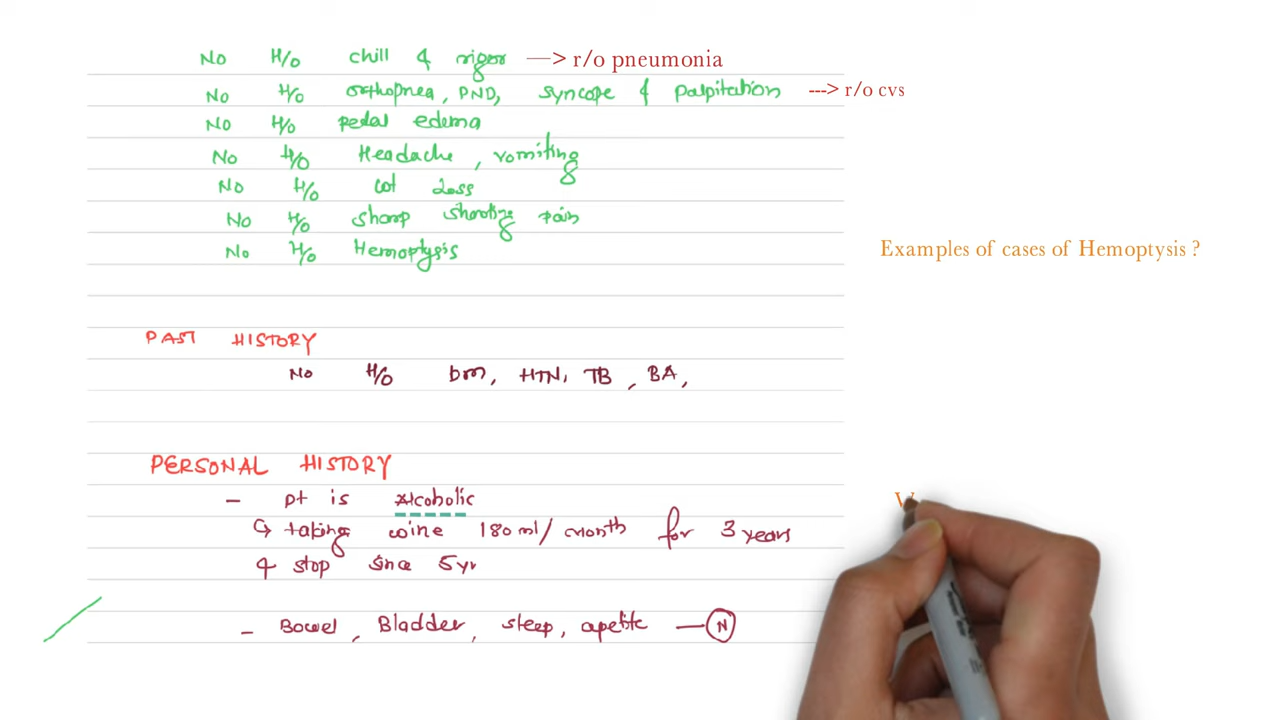 No H/o chill & rigor —> r/o pneumonia
No H/o orthopnea, PND, syncope & palpitation ---> r/o cvs
No H/o pedal edema
No H/o Headache, vomiting
No H/o wt loss
No H/o sharp shooting pain
No H/o Hemoptysis
Examples of cases of Hemoptysis ?
PAST HISTORY
No H/o Dm, HTN, TB, BA,
PERSONAL HISTORY
- pt is Alcoholic
↳ taking wine 180 ml/month for 3 years
& stop since 5yr
- Bowel, Bladder, sleep, apetite — N